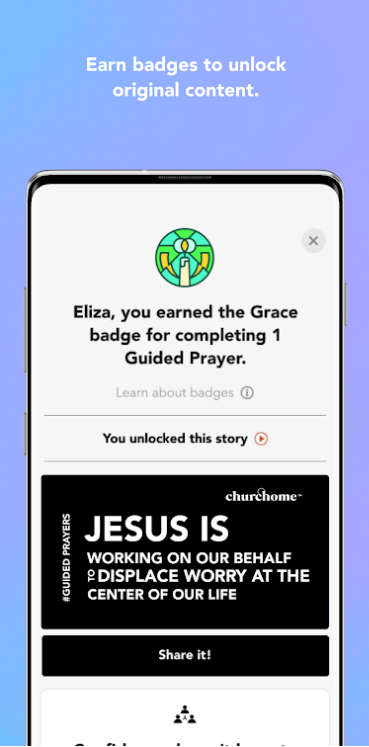 Earn badges to unlock
original content.
Eliza, you earned the Grace
badge for completing 1
Guided Prayer.
Learn about badges
You unlocked this story
churchome™
#GUIDED PRAYERS
JESUS IS
WORKING ON OUR BEHALF
TO DISPLACE WORRY AT THE
CENTER OF OUR LIFE
Share it!